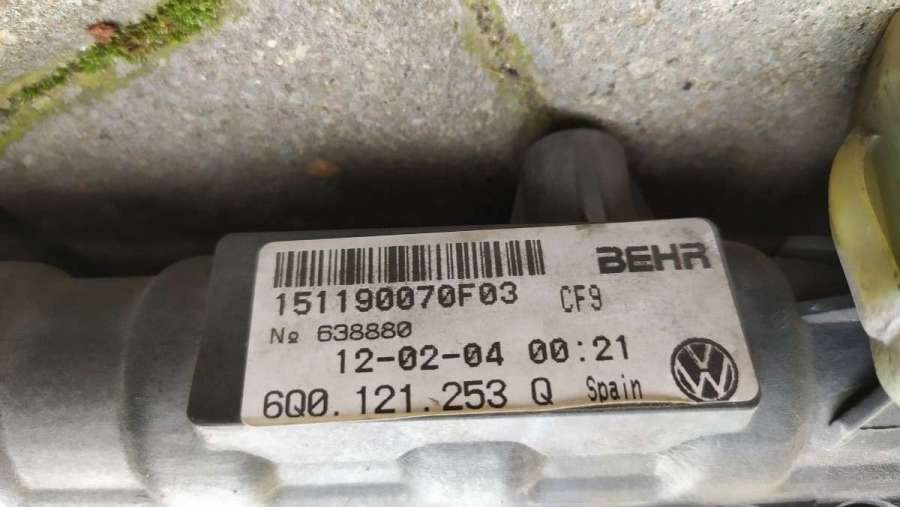 BEHR
151190070F03 CF9
№ 638880
12-02-04 00:21
6Q0.121.253 Q Spain